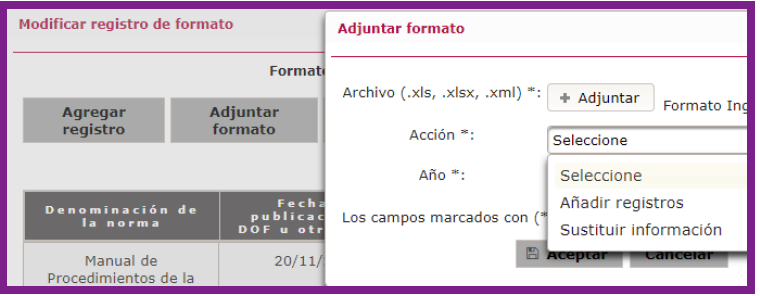 Modificar registro de formato
Formato
Agregar
registro
Adjuntar
formato
Denominación de
la norma
Fecha
publicac
DOF u otr
Manual de
Procedimientos de la
20/11/
Adjuntar formato
Archivo (.xls, .xlsx, .xml) *:
+ Adjuntar
Formato Ing
Acción *:
Seleccione
Año *:
Seleccione
Añadir registros
Sustituir información
Los campos marcados con (*
Aceptar
Cancelar